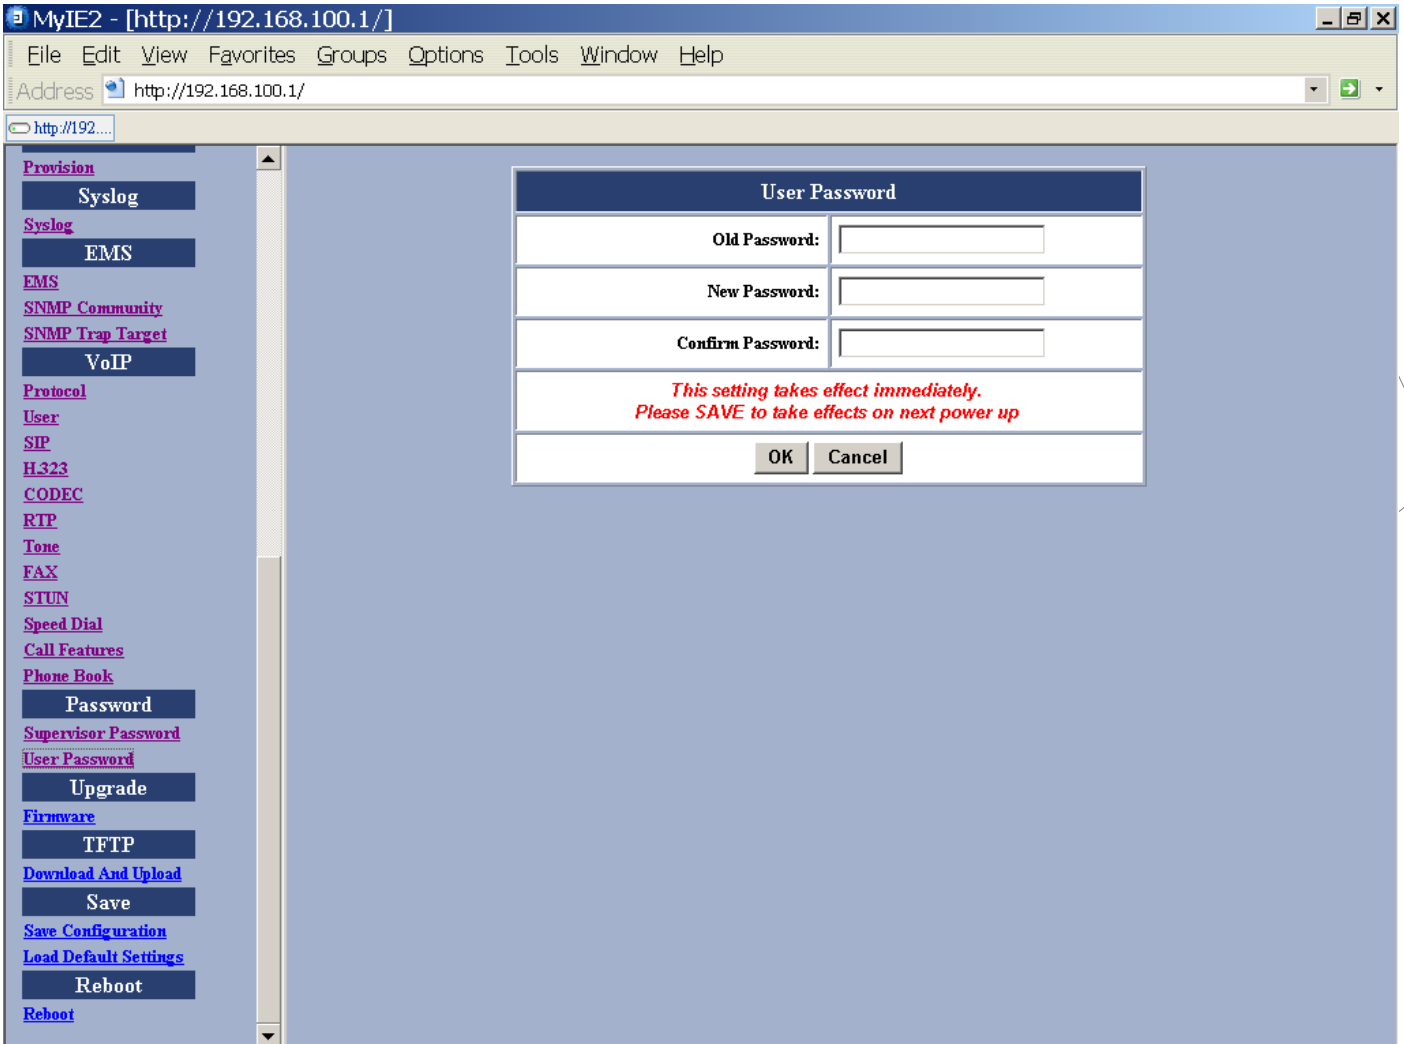 MyIE2 - [http://192.168.100.1/]
File Edit View Favorites Groups Options Tools Window Help
Address http://192.168.100.1/
http://192....
Provision
Syslog
Syslog
EMS
EMS
SNMP Community
SNMP Trap Target
VoIP
Protocol
User
SIP
H.323
CODEC
RTP
Tone
FAX
STUN
Speed Dial
Call Features
Phone Book
Password
Supervisor Password
User Password
Upgrade
Firmware
TFTP
Download And Upload
Save
Save Configuration
Load Default Settings
Reboot
Reboot
User Password
Old Password:
New Password:
Confirm Password:
This setting takes effect immediately.
Please SAVE to take effects on next power up
OK Cancel